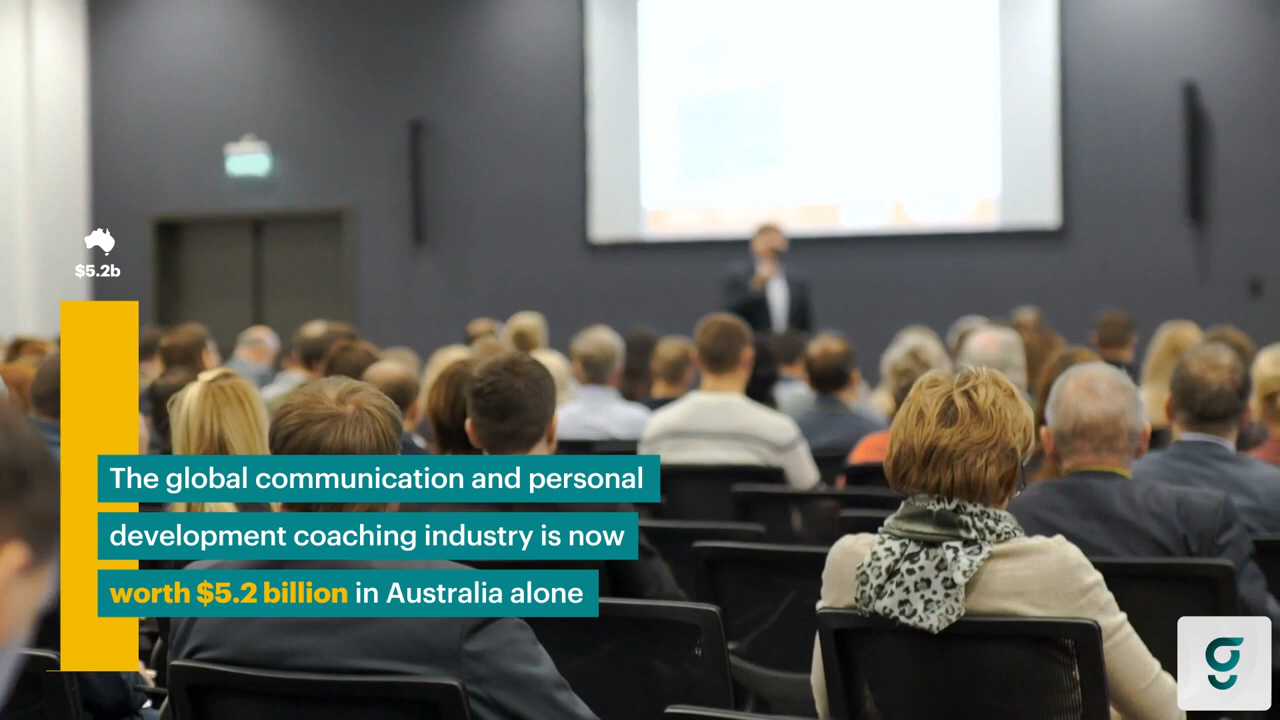 $5.2b
The global communication and personal
development coaching industry is now
worth $5.2 billion in Australia alone